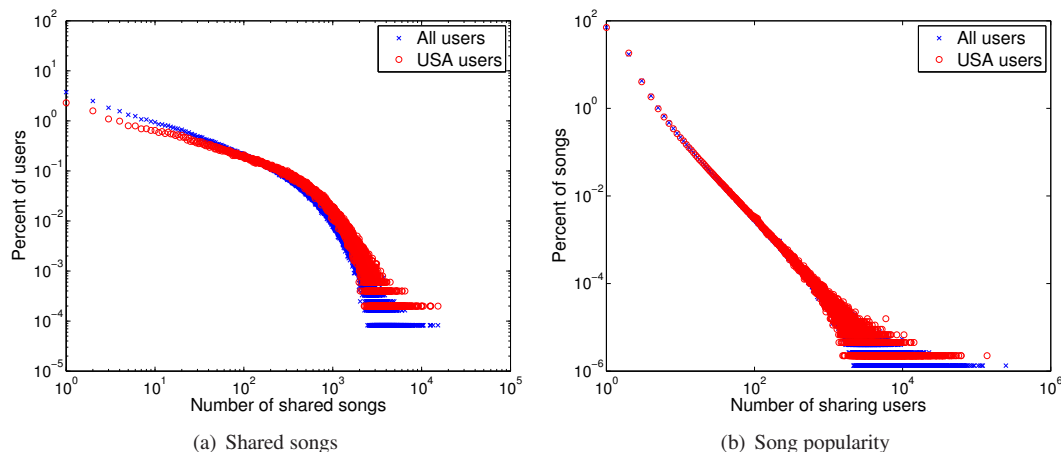 10^2
10^1
10^0
10^-1
10^-2
10^-3
10^-4
10^-5
10^0
10^1
10^2
10^3
10^4
10^5
Percent of users
Number of shared songs
All users
USA users
(a) Shared songs
10^2
10^0
10^-2
10^-4
10^-6
10^0
10^2
10^4
10^6
Percent of songs
Number of sharing users
All users
USA users
(b) Song popularity